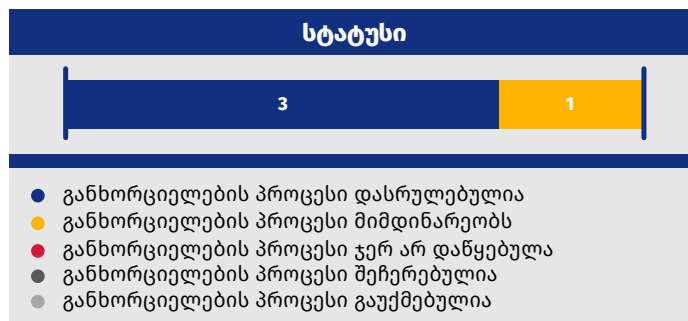 სტატუსი
3 1
განხორციელების პროცესი დასრულებულია
განხორციელების პროცესი მიმდინარეობს
განხორციელების პროცესი ჯერ არ დაწყებულა
განხორციელების პროცესი შეჩერებულია
განხორციელების პროცესი გაუქმებულია